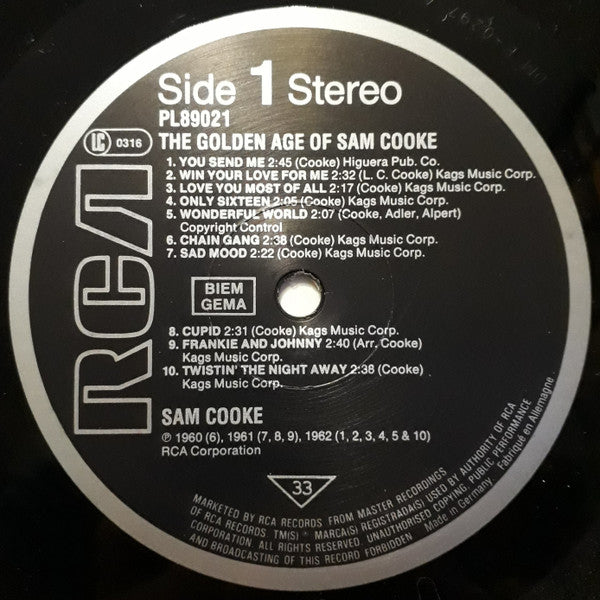 Side 1 Stereo
PL89021
LC 0316
THE GOLDEN AGE OF SAM COOKE
1. YOU SEND ME 2:45 (Cooke) Higuera Pub. Co.
2. WIN YOUR LOVE FOR ME 2:32 (L. C. Cooke) Kags Music Corp.
3. LOVE YOU MOST OF ALL 2:17 (Cooke) Kags Music Corp.
4. ONLY SIXTEEN 2:05 (Cooke) Kags Music Corp.
5. WONDERFUL WORLD 2:07 (Cooke, Adler, Alpert)
Copyright Control
6. CHAIN GANG 2:38 (Cooke) Kags Music Corp.
7. SAD MOOD 2:22 (Cooke) Kags Music Corp.
RCA
BIEM
GEMA
8. CUPID 2:31 (Cooke) Kags Music Corp.
9. FRANKIE AND JOHNNY 2:40 (Arr. Cooke)
Kags Music Corp.
10. TWISTIN' THE NIGHT AWAY 2:38 (Cooke)
Kags Music Corp.
SAM COOKE
℗ 1960 (6), 1961 (7, 8, 9), 1962 (1, 2, 3, 4, 5 & 10)
RCA Corporation
33
MARKETED BY RCA RECORDS FROM MASTER RECORDINGS
OF RCA RECORDS TM(S) ® MARCA(S) REGISTRADA(S) USED BY AUTHORITY OF RCA
CORPORATION. ALL RIGHTS RESERVED. UNAUTHORISED COPYING, PUBLIC PERFORMANCE
AND BROADCASTING OF THIS RECORD FORBIDDEN
Made in Germany
Fabriqué en Allemagne